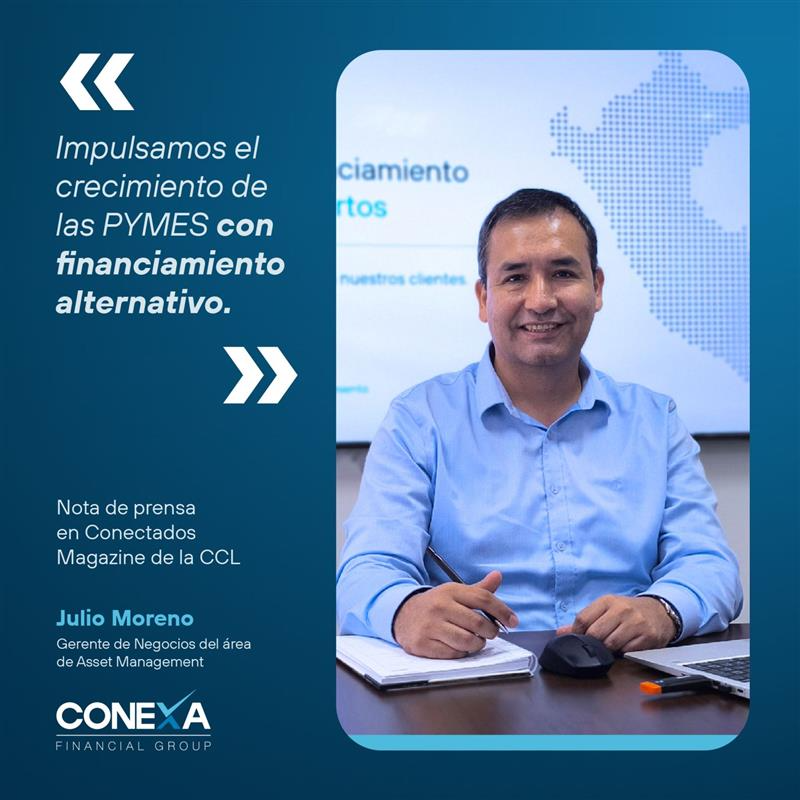 Impulsamos el
crecimiento de
las PYMES con
financiamiento
alternativo.
ciamiento
rtos
nuestros clientes
Nota de prensa
en Conectados
Magazine de la CCL
Julio Moreno
Gerente de Negocios del área
de Asset Management
CONEXA
FINANCIAL GROUP